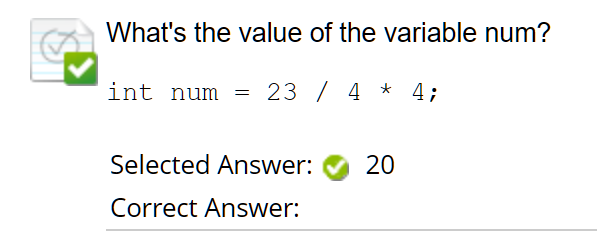 What's the value of the variable num?
int num = 23 / 4 * 4;
Selected Answer: 20
Correct Answer: